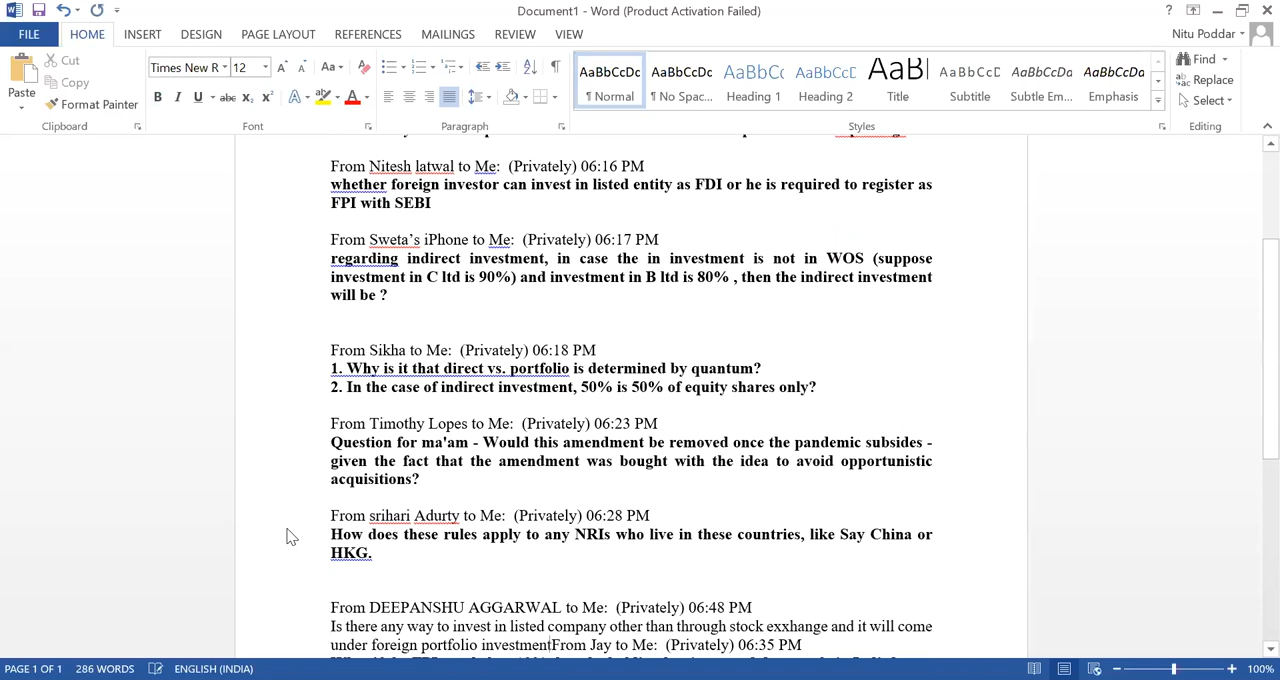 Document1 - Word (Product Activation Failed)
FILE HOME INSERT DESIGN PAGE LAYOUT REFERENCES MAILINGS REVIEW VIEW Nitu Poddar
Paste Cut Copy Format Painter
Times New R 12
AaBbCcDc AaBbCcDc AaBbCc AaBbCcD AaBl AaBbCcD AaBbCcDd AaBbCcDd
¶ Normal ¶ No Spac... Heading 1 Heading 2 Title Subtitle Subtle Em... Emphasis
Find Replace Select
Clipboard Font Paragraph Styles Editing
From Nitesh latwal to Me: (Privately) 06:16 PM
whether foreign investor can invest in listed entity as FDI or he is required to register as
FPI with SEBI
From Sweta’s iPhone to Me: (Privately) 06:17 PM
regarding indirect investment, in case the in investment is not in WOS (suppose
investment in C ltd is 90%) and investment in B ltd is 80% , then the indirect investment
will be ?
From Sikha to Me: (Privately) 06:18 PM
1. Why is it that direct vs. portfolio is determined by quantum?
2. In the case of indirect investment, 50% is 50% of equity shares only?
From Timothy Lopes to Me: (Privately) 06:23 PM
Question for ma'am - Would this amendment be removed once the pandemic subsides -
given the fact that the amendment was bought with the idea to avoid opportunistic
acquisitions?
From srihari Adurty to Me: (Privately) 06:28 PM
How does these rules apply to any NRIs who live in these countries, like Say China or
HKG.
From DEEPANSHU AGGARWAL to Me: (Privately) 06:48 PM
Is there any way to invest in listed company other than through stock exxhange and it will come
under foreign portfolio investmentFrom Jay to Me: (Privately) 06:35 PM
PAGE 1 OF 1 286 WORDS ENGLISH (INDIA) 100%